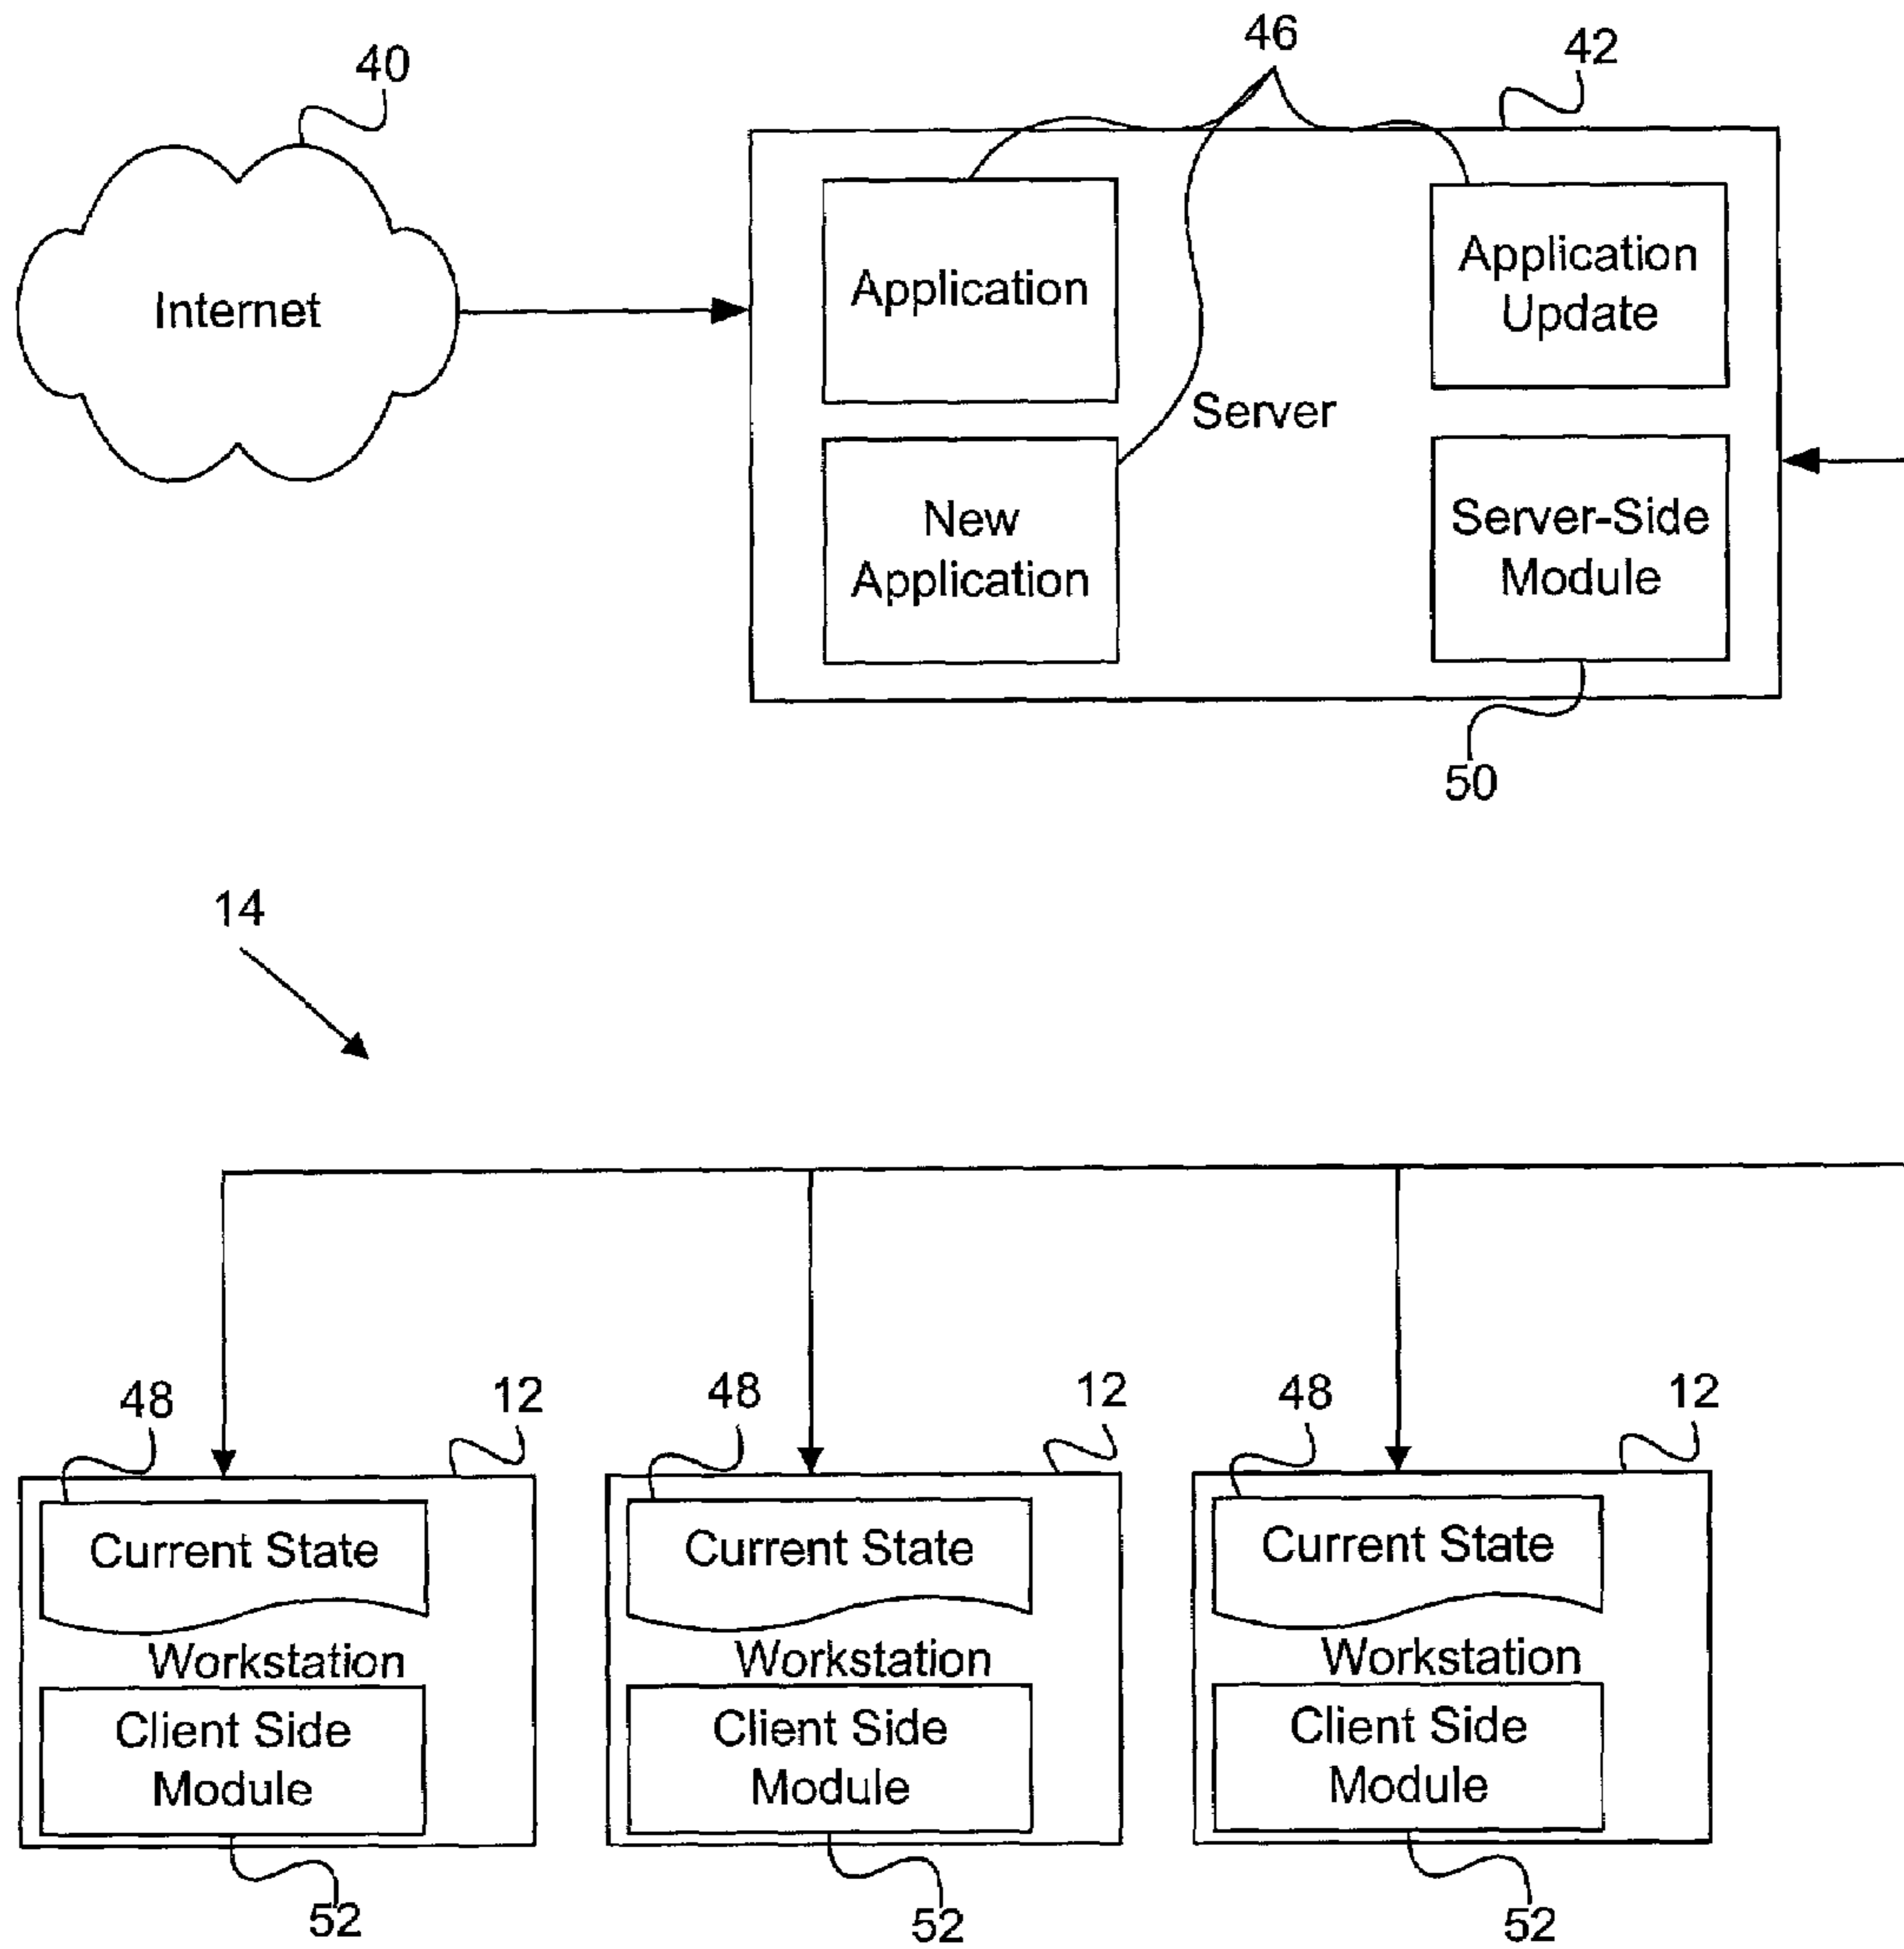 46
42
40
Application
Application
Update
Internet
Server
New
Application
Server-Side
Module
50
14
48
12
48
12
48
12
Current State
Current State
Current State
Workstation
Workstation
Workstation
Client Side
Module
Client Side
Module
Client Side
Module
52
52
52